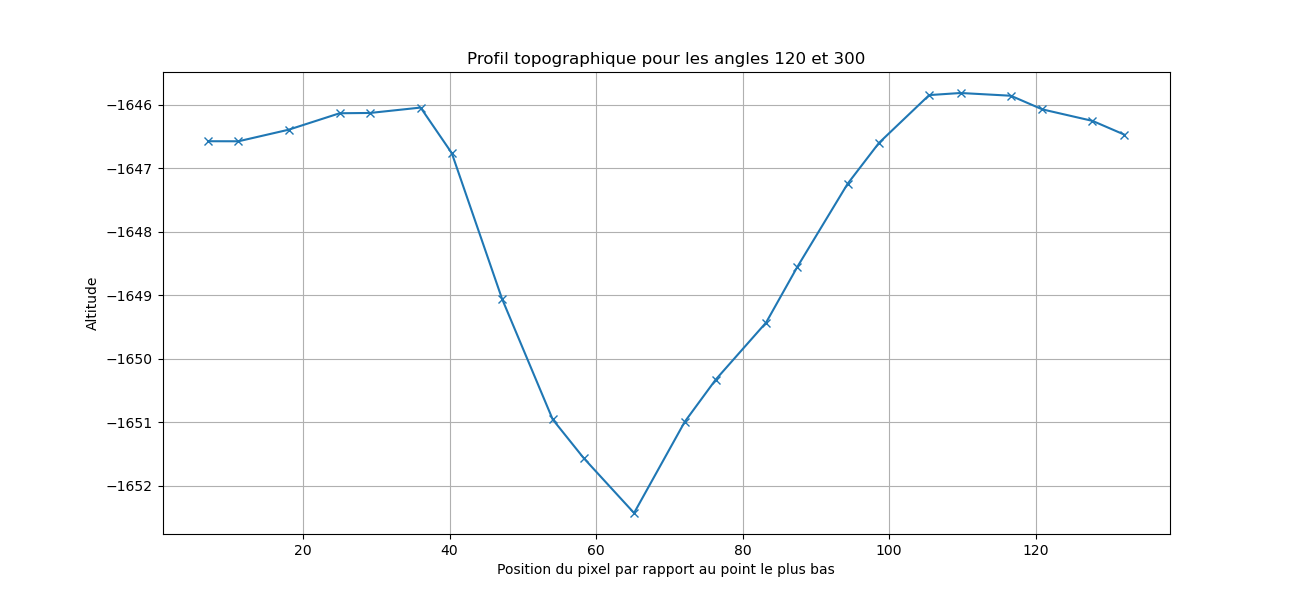 Profil topographique pour les angles 120 et 300
Altitude
−1646
−1647
−1648
−1649
−1650
−1651
−1652
20 40 60 80 100 120
Position du pixel par rapport au point le plus bas